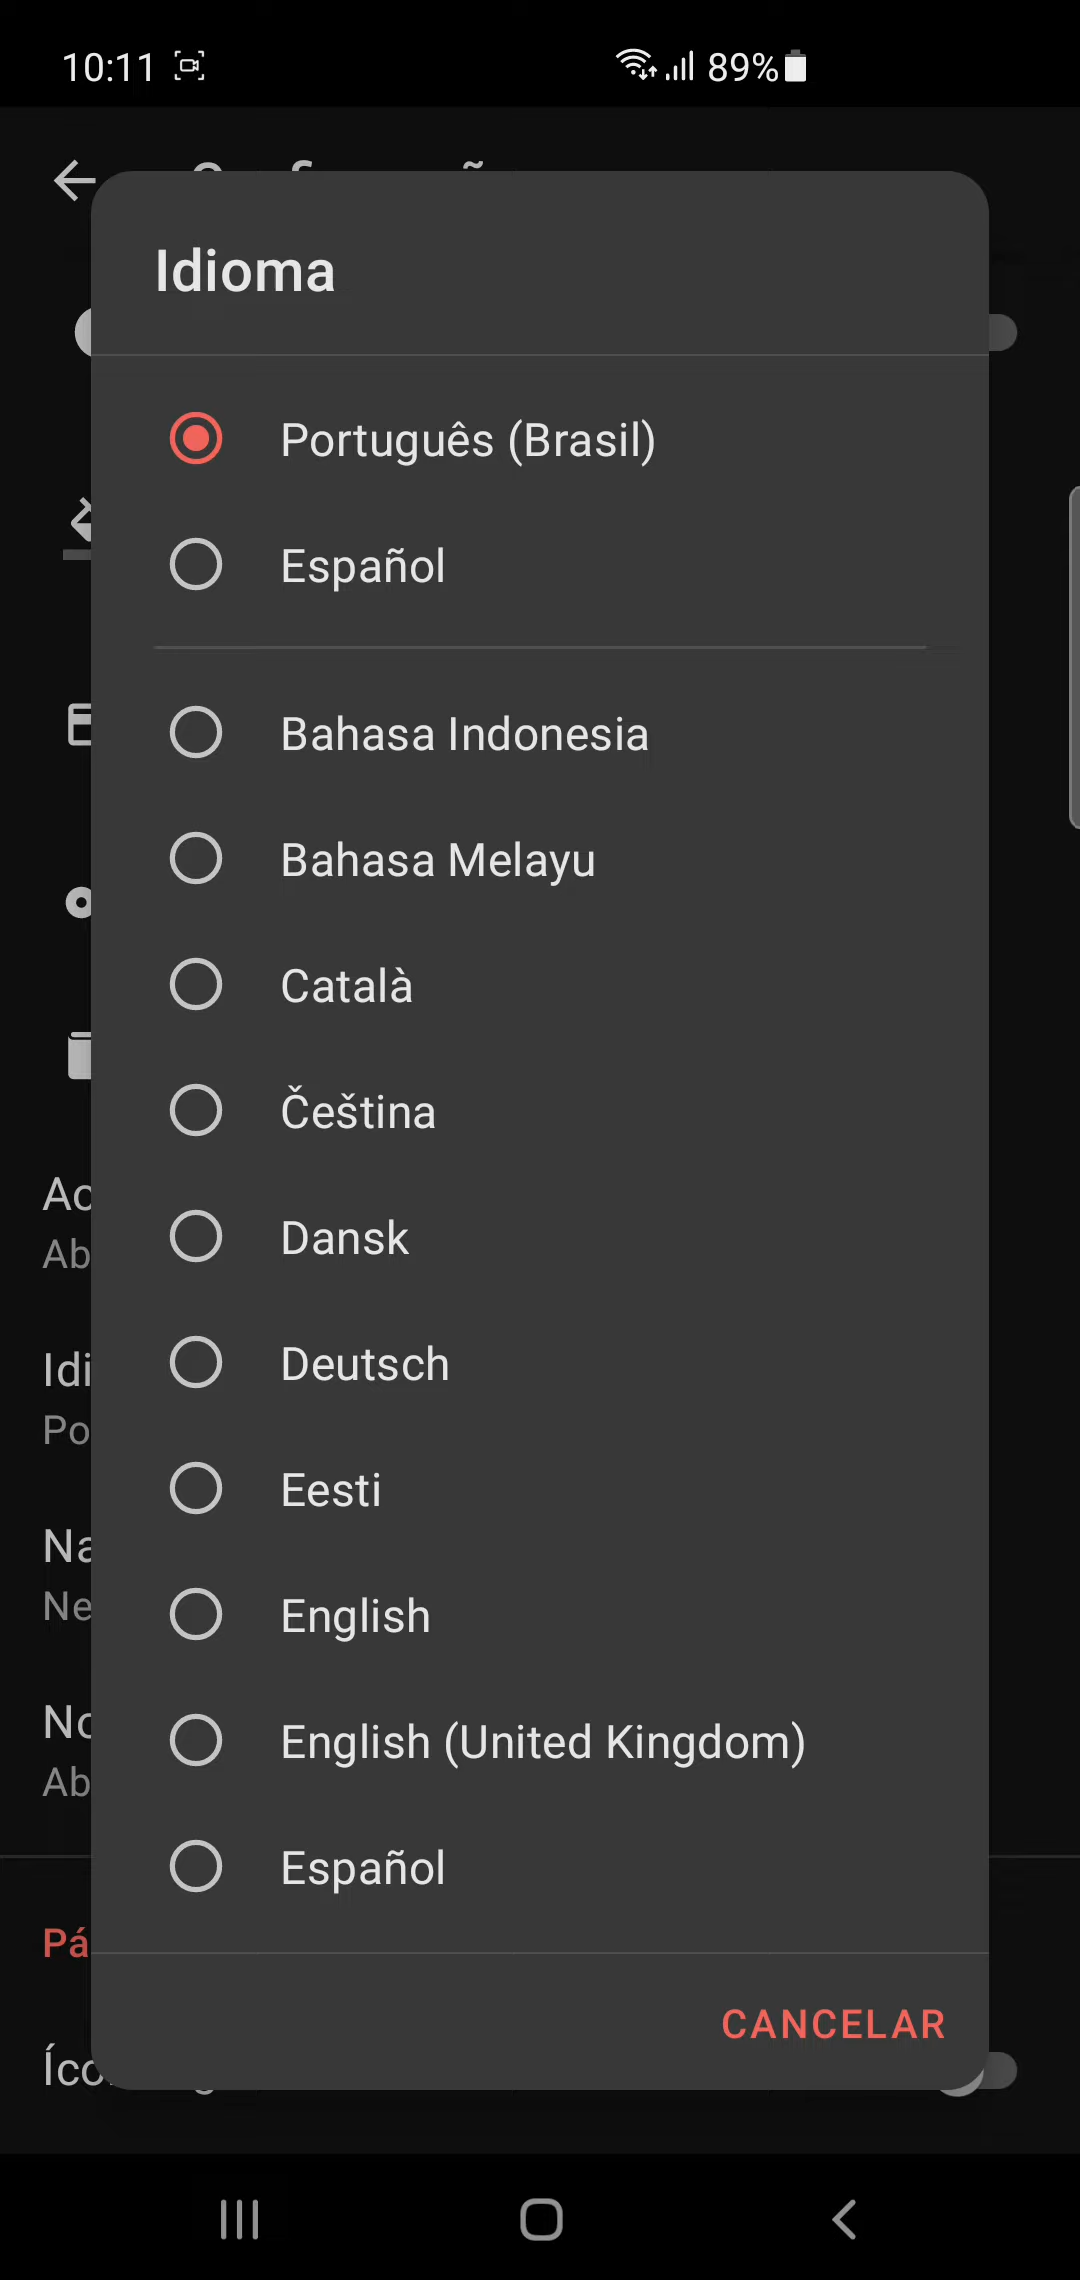 10:11
89%
Idioma
Português (Brasil)
Español
Bahasa Indonesia
Bahasa Melayu
Català
Čeština
Dansk
Deutsch
Eesti
English
English (United Kingdom)
Español
CANCELAR